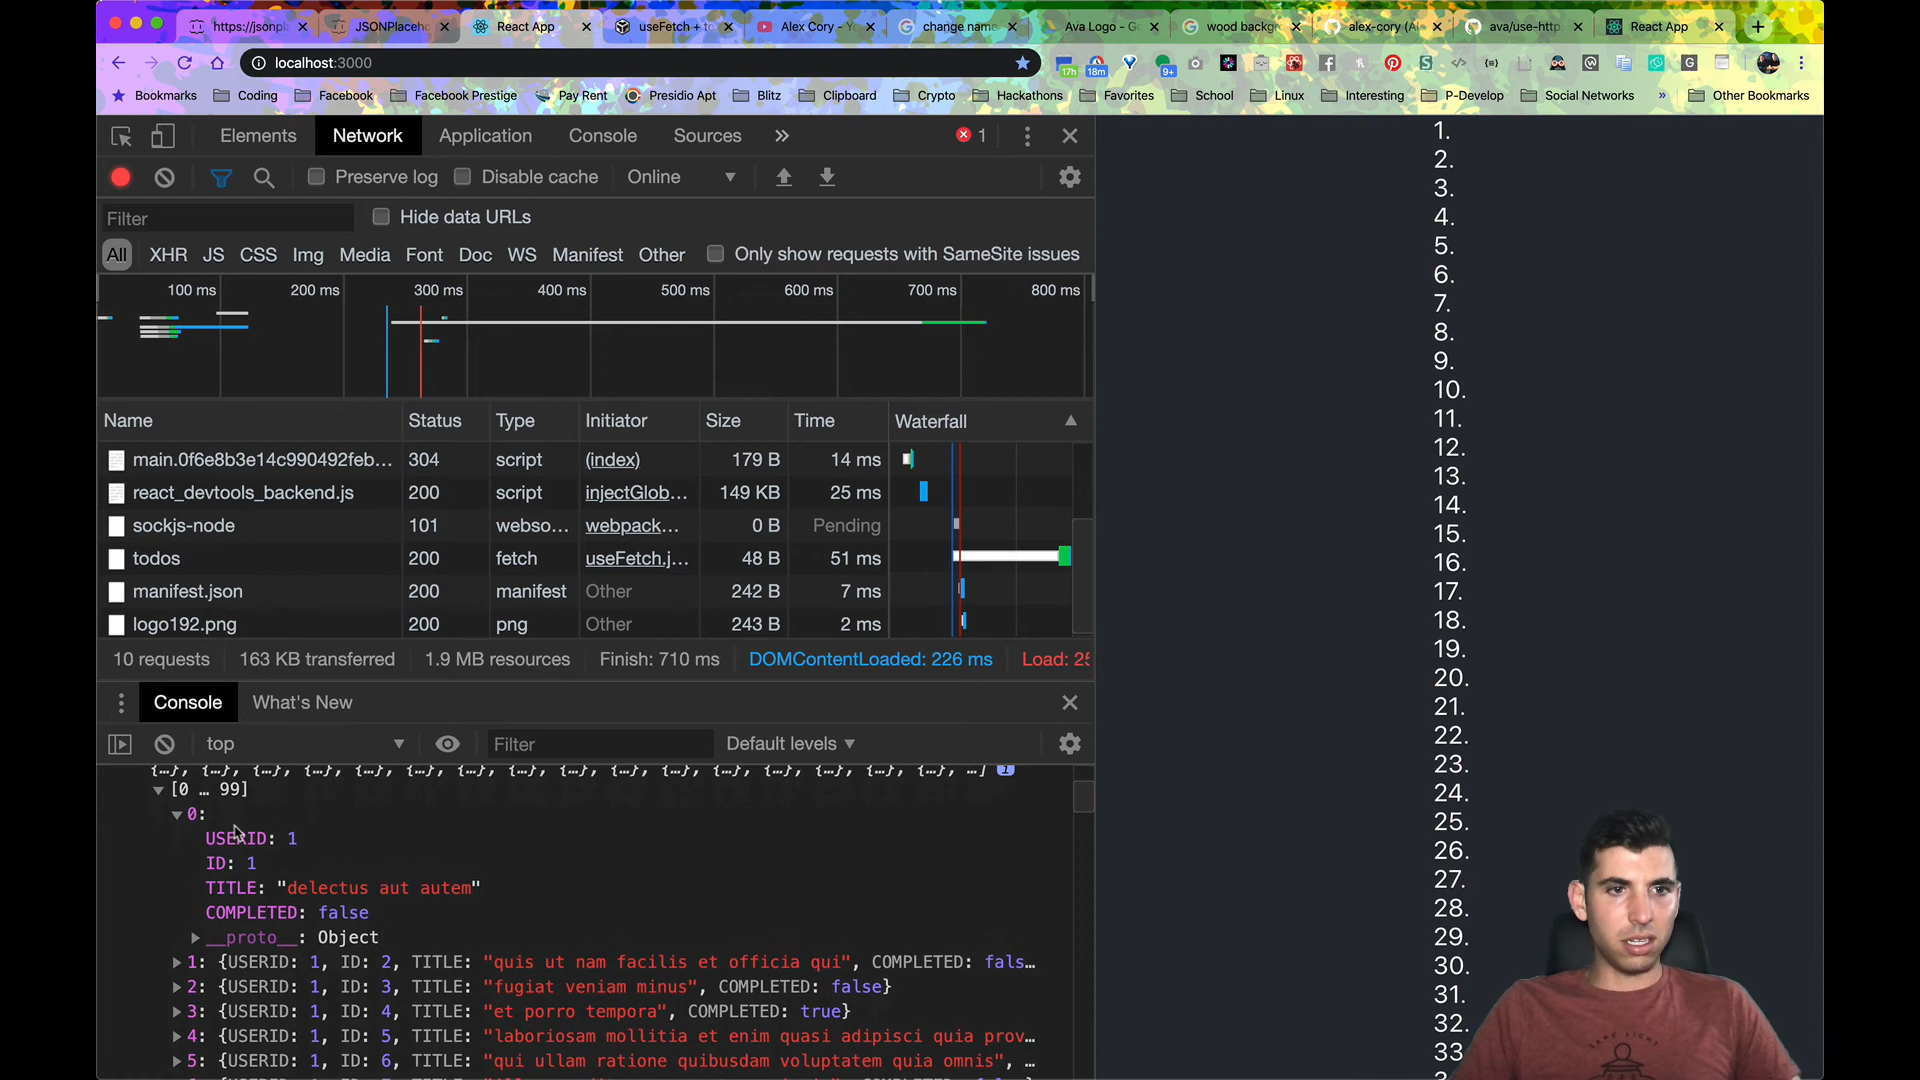 https://jsonpl
JSONPlaceho
React App
useFetch + to
Alex Cory - Yo
change name
Ava Logo - Go
wood backgr
alex-cory (Al
ava/use-http
React App
localhost:3000
17h
18m
9+
Bookmarks
Coding
Facebook
Facebook Prestige
Pay Rent
Presidio Apt
Blitz
Clipboard
Crypto
Hackathons
Favorites
School
Linux
Interesting
P-Develop
Social Networks
»
Other Bookmarks
Elements
Network
Application
Console
Sources
»
1
Preserve log
Disable cache
Online
Filter
Hide data URLs
All
XHR
JS
CSS
Img
Media
Font
Doc
WS
Manifest
Other
Only show requests with SameSite issues
100 ms
200 ms
300 ms
400 ms
500 ms
600 ms
700 ms
800 ms
Name Status Type Initiator Size Time Waterfall
main.0f6e8b3e14c990492feb... 304 script (index) 179 B 14 ms
react_devtools_backend.js 200 script injectGlob... 149 KB 25 ms
sockjs-node 101 webso... webpack... 0 B Pending
todos 200 fetch useFetch.j... 48 B 51 ms
manifest.json 200 manifest Other 242 B 7 ms
logo192.png 200 png Other 243 B 2 ms
10 requests 163 KB transferred 1.9 MB resources Finish: 710 ms DOMContentLoaded: 226 ms Load: 25
Console
What's New
top
Filter
Default levels
{…}, {…}, {…}, {…}, {…}, {…}, {…}, {…}, {…}, {…}, {…}, {…}, {…}, {…}, {…}, {…}, …]
[0 … 99]
0:
USERID: 1
ID: 1
TITLE: "delectus aut autem"
COMPLETED: false
__proto__: Object
1: {USERID: 1, ID: 2, TITLE: "quis ut nam facilis et officia qui", COMPLETED: fals…
2: {USERID: 1, ID: 3, TITLE: "fugiat veniam minus", COMPLETED: false}
3: {USERID: 1, ID: 4, TITLE: "et porro tempora", COMPLETED: true}
4: {USERID: 1, ID: 5, TITLE: "laboriosam mollitia et enim quasi adipisci quia prov…
5: {USERID: 1, ID: 6, TITLE: "qui ullam ratione quibusdam voluptatem quia omnis", …
1.
2.
3.
4.
5.
6.
7.
8.
9.
10.
11.
12.
13.
14.
15.
16.
17.
18.
19.
20.
21.
22.
23.
24.
25.
26.
27.
28.
29.
30.
31.
32.
33.